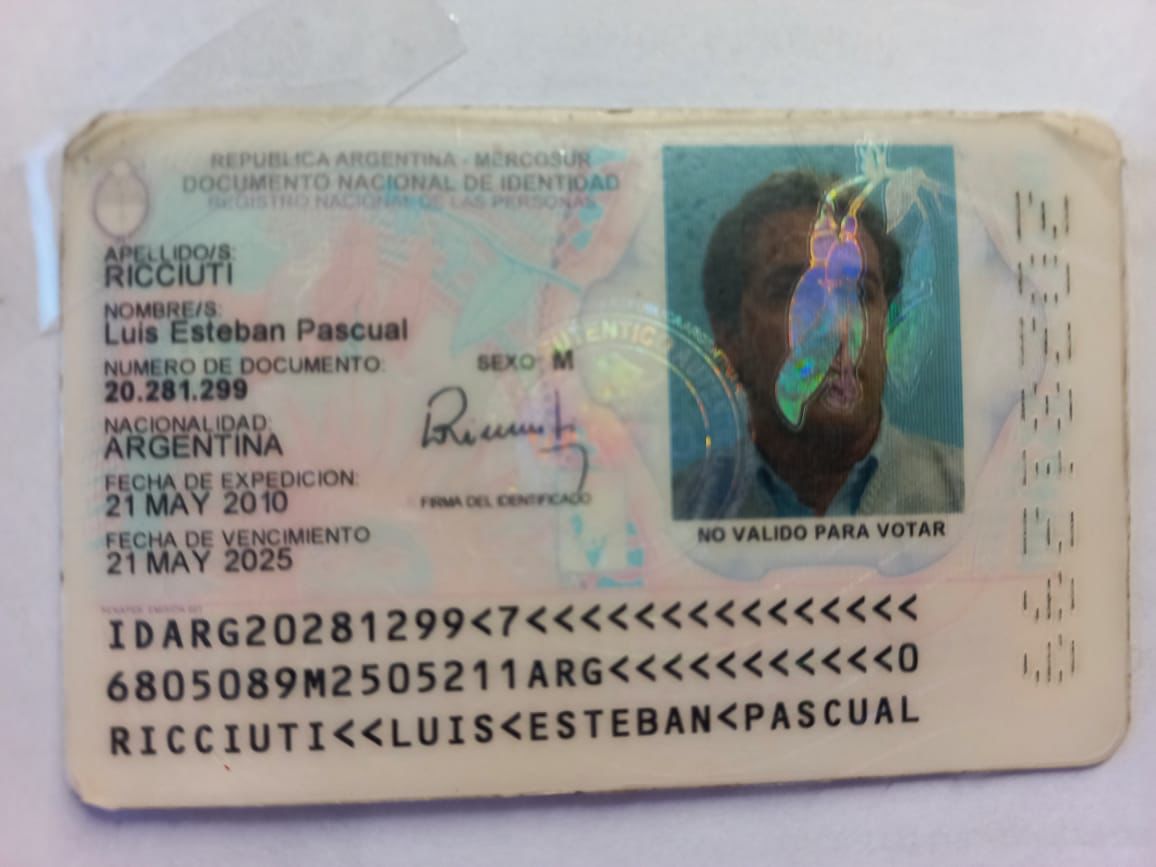 REPUBLICA ARGENTINA - MERCOSUR
DOCUMENTO NACIONAL DE IDENTIDAD
REGISTRO NACIONAL DE LAS PERSONAS
APELLIDO/S:
RICCIUTI
NOMBRE/S:
Luis Esteban Pascual
NUMERO DE DOCUMENTO:
SEXO M
20.281.299
NACIONALIDAD:
ARGENTINA
FECHA DE EXPEDICION:
21 MAY 2010
FIRMA DEL IDENTIFICADO
FECHA DE VENCIMIENTO
21 MAY 2025
NO VALIDO PARA VOTAR
IDARG20281299<7<<<<<<<<<<<<<<<
6805089M2505211ARG<<<<<<<<<<<0
RICCIUTI<<LUIS<ESTEBAN<PASCUAL